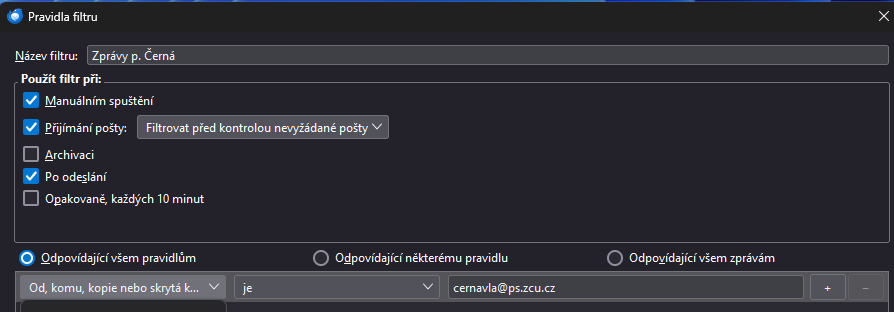 Pravidla filtru
Název filtru: Zprávy p. Černá
Použít filtr při:
Manuálním spuštění
Přijímání pošty: Filtrovat před kontrolou nevyžádané pošty
Archivaci
Po odeslání
Opakovaně, každých 10 minut
Odpovídající všem pravidlům Odpovídající některému pravidlu Odpovídající všem zprávám
Od, komu, kopie nebo skrytá k... je cernavla@ps.zcu.cz + −